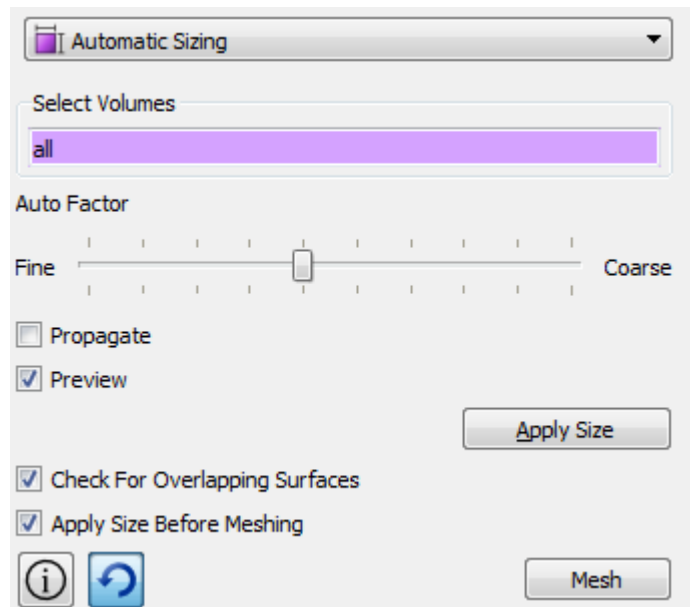 Automatic Sizing
Select Volumes
all
Auto Factor
Fine Coarse
Propagate
Preview
Apply Size
Check For Overlapping Surfaces
Apply Size Before Meshing
Mesh